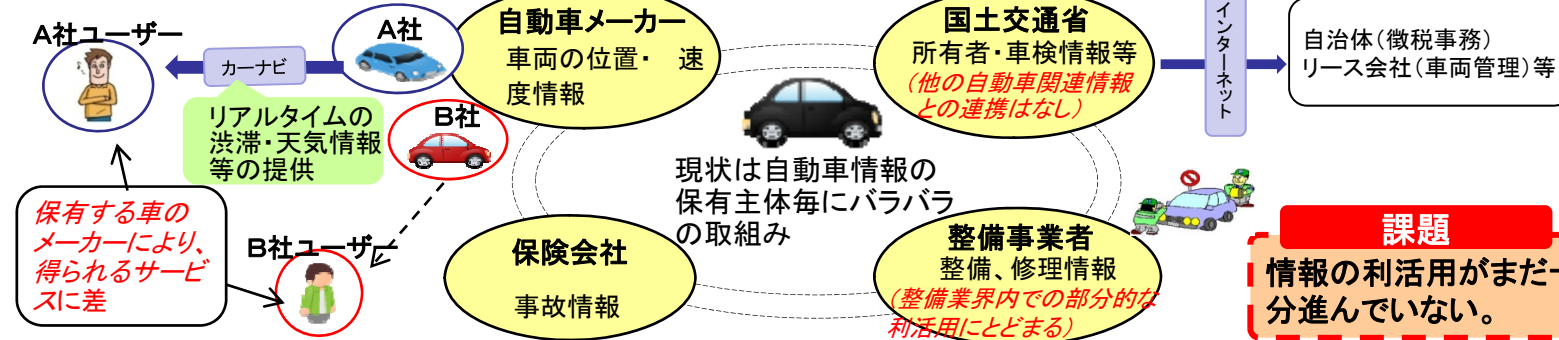 A社ユーザー
カーナビ
A社
リアルタイムの
渋滞・天気情報
等の提供
B社
保有する車の
メーカーにより、
得られるサービ
スに差
B社ユーザー
自動車メーカー
車両の位置・　速
度情報
国土交通省
所有者・車検情報等
(他の自動車関連情報
との連携はなし)
インターネット
自治体(徴税事務)
リース会社(車両管理)等
現状は自動車情報の
保有主体毎にバラバラ
の取組み
保険会社
事故情報
整備事業者
整備、修理情報
(整備業界内での部分的な
利活用にとどまる)
課題
情報の利活用がまだ
分進んでいない。